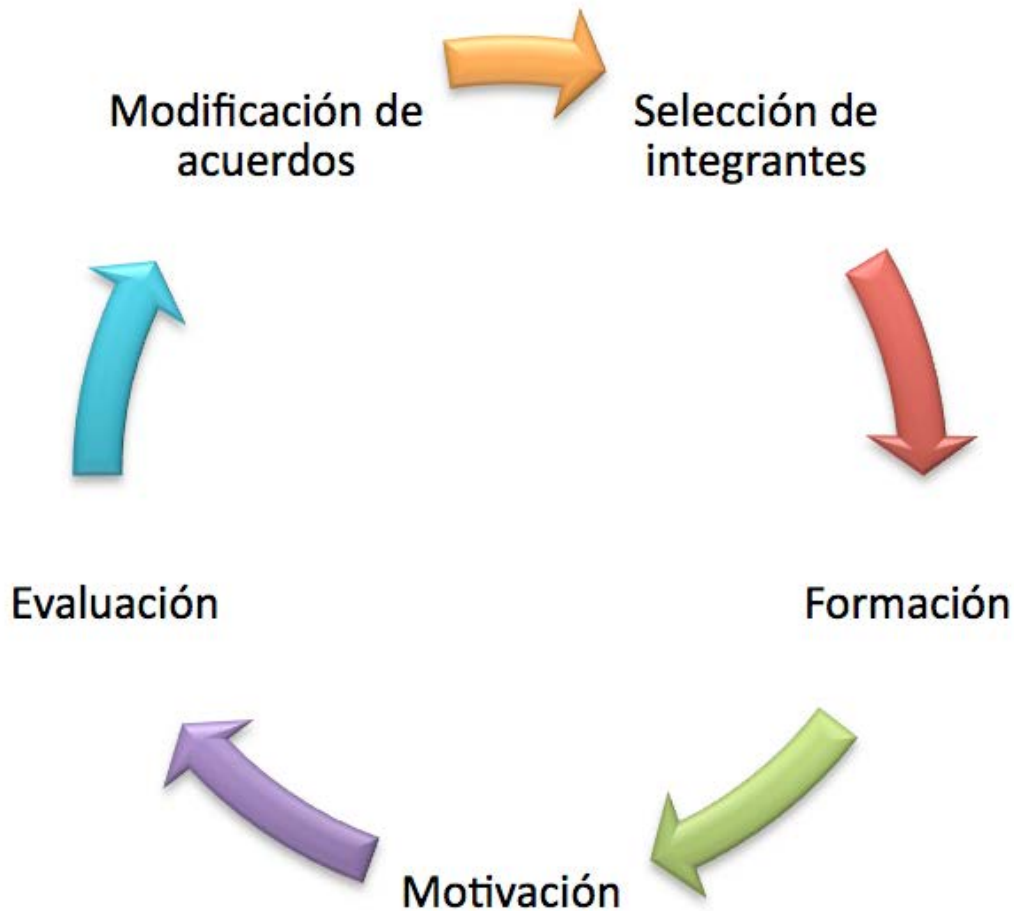 Modificación de
acuerdos
Selección de
integrantes
Evaluación
Formación
Motivación